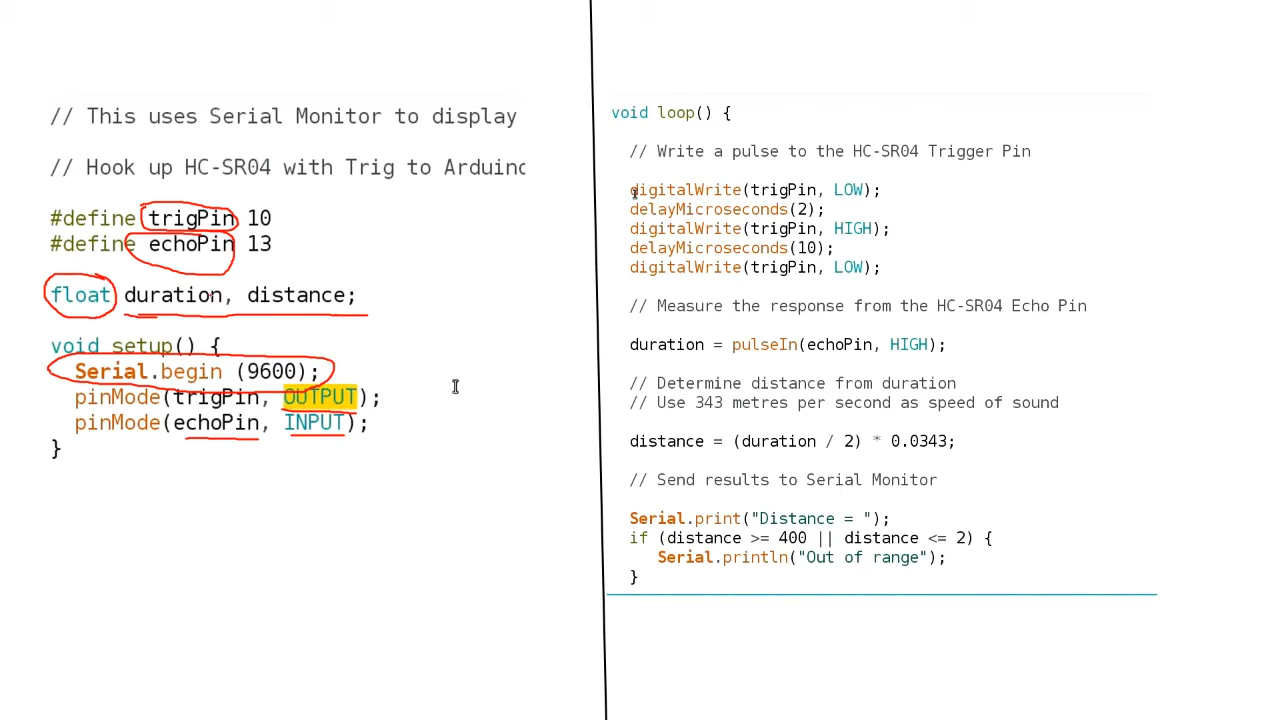 // This uses Serial Monitor to display
// Hook up HC-SR04 with Trig to Arduino
#define trigPin 10
#define echoPin 13
float duration, distance;
void setup() {
Serial.begin (9600);
pinMode(trigPin, OUTPUT);
pinMode(echoPin, INPUT);
}
void loop() {
// Write a pulse to the HC-SR04 Trigger Pin
digitalWrite(trigPin, LOW);
delayMicroseconds(2);
digitalWrite(trigPin, HIGH);
delayMicroseconds(10);
digitalWrite(trigPin, LOW);
// Measure the response from the HC-SR04 Echo Pin
duration = pulseIn(echoPin, HIGH);
// Determine distance from duration
// Use 343 metres per second as speed of sound
distance = (duration / 2) * 0.0343;
// Send results to Serial Monitor
Serial.print("Distance = ");
if (distance >= 400 || distance <= 2) {
Serial.println("Out of range");
}